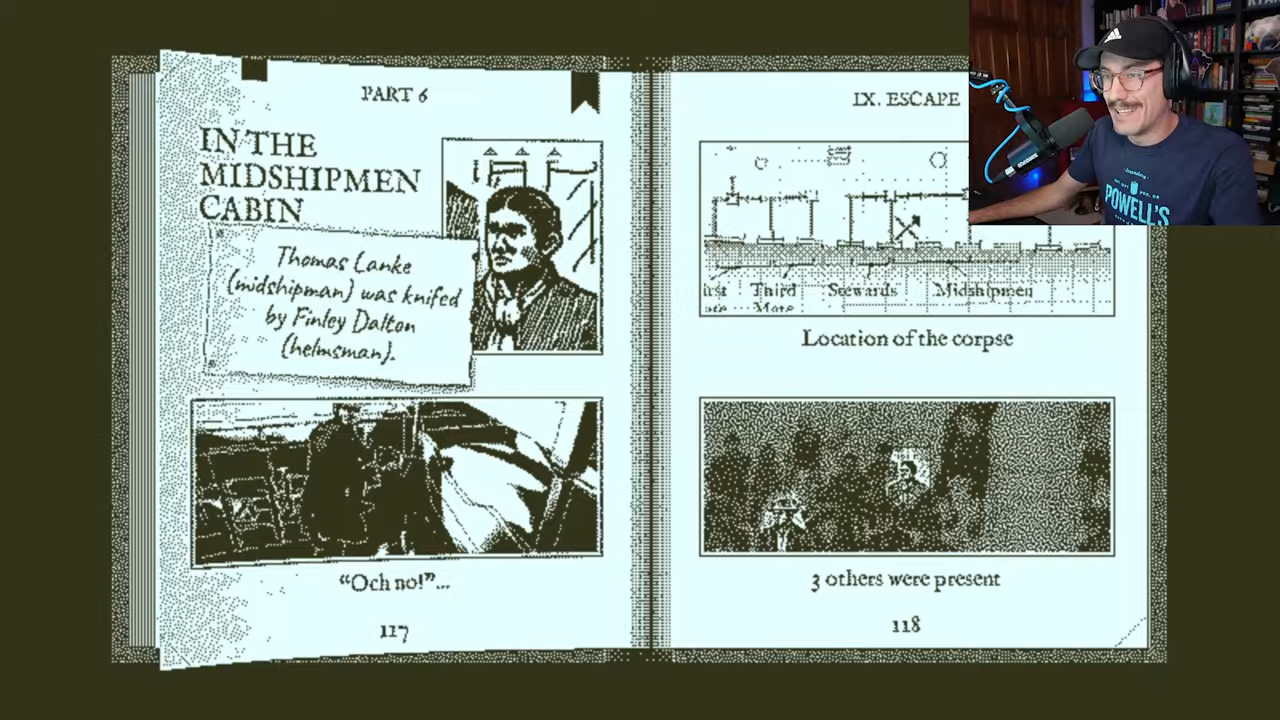 PART 6
IN THE
MIDSHIPMEN
CABIN
Thomas Lanke
(midshipman) was knifed
by Finley Dalton
(helmsman).
"Och no!"...
117
IX. ESCAPE
Third Stewards Midshipmen
Mate
Location of the corpse
3 others were present
118
POWELL'S